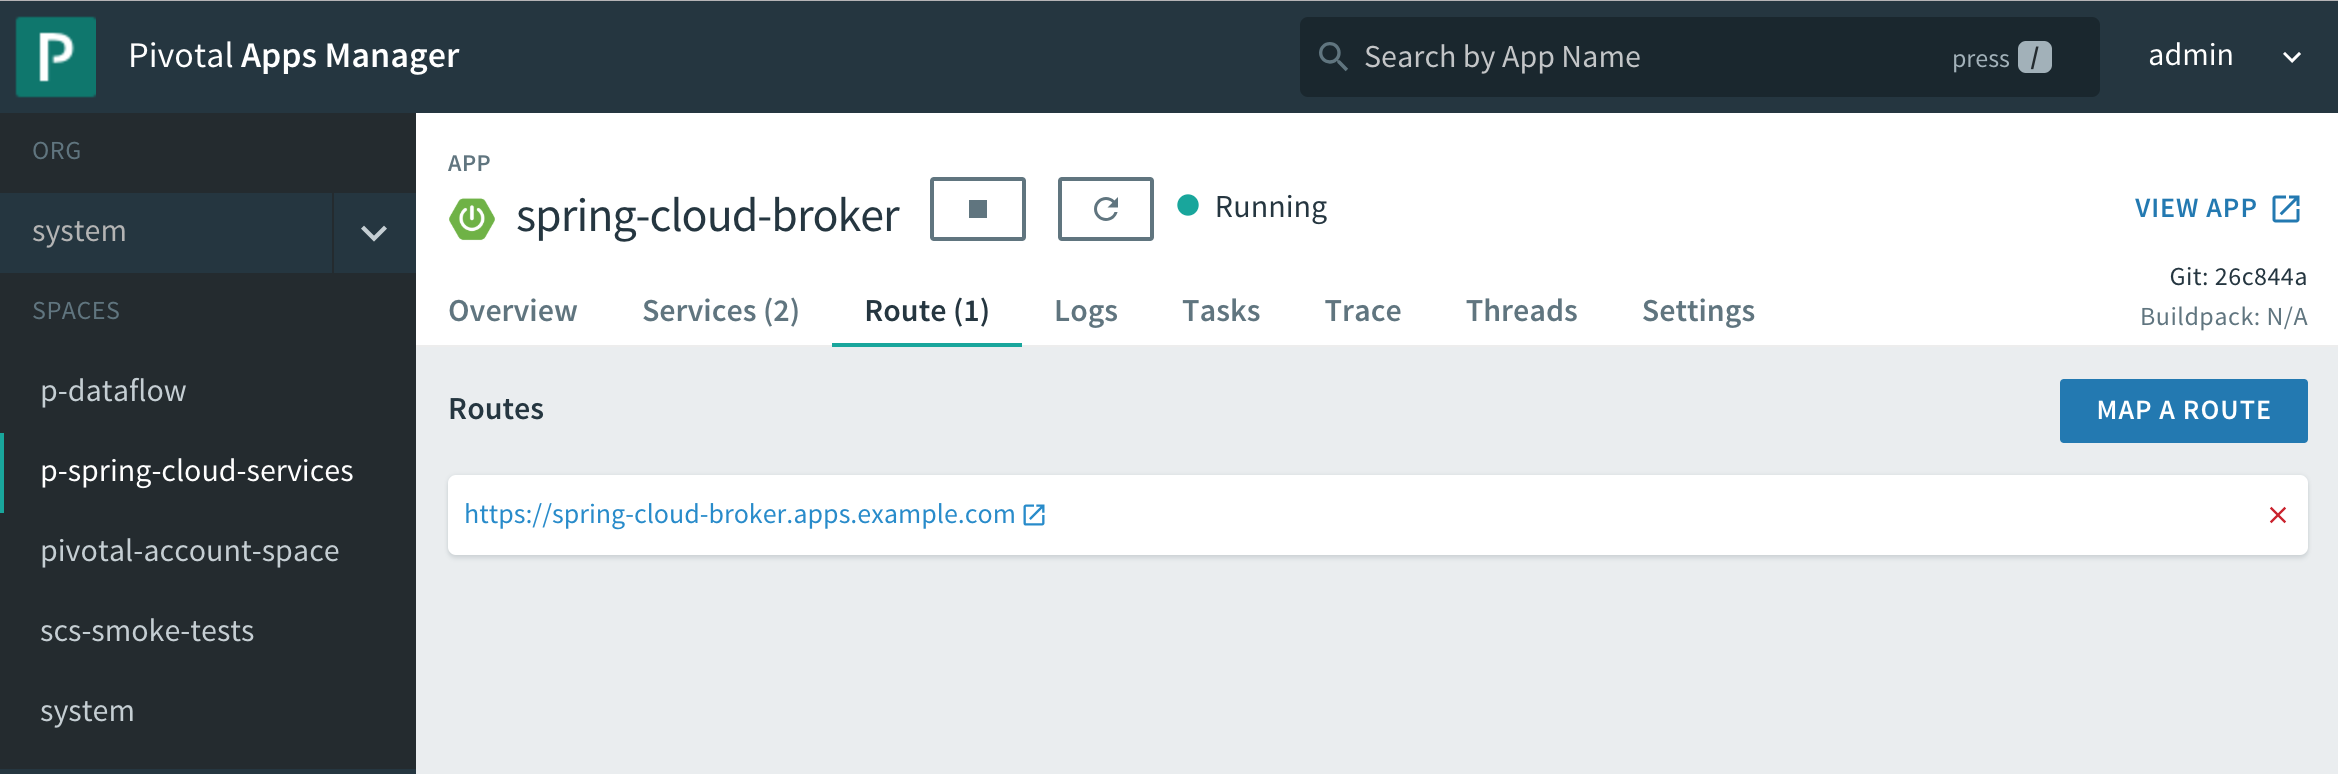 P
Pivotal Apps Manager
Search by App Name
press /
admin
ORG
system
SPACES
p-dataflow
p-spring-cloud-services
pivotal-account-space
scs-smoke-tests
system
APP
spring-cloud-broker
Running
VIEW APP
Git: 26c844a
Buildpack: N/A
Overview Services (2) Route (1) Logs Tasks Trace Threads Settings
Routes
MAP A ROUTE
https://spring-cloud-broker.apps.example.com